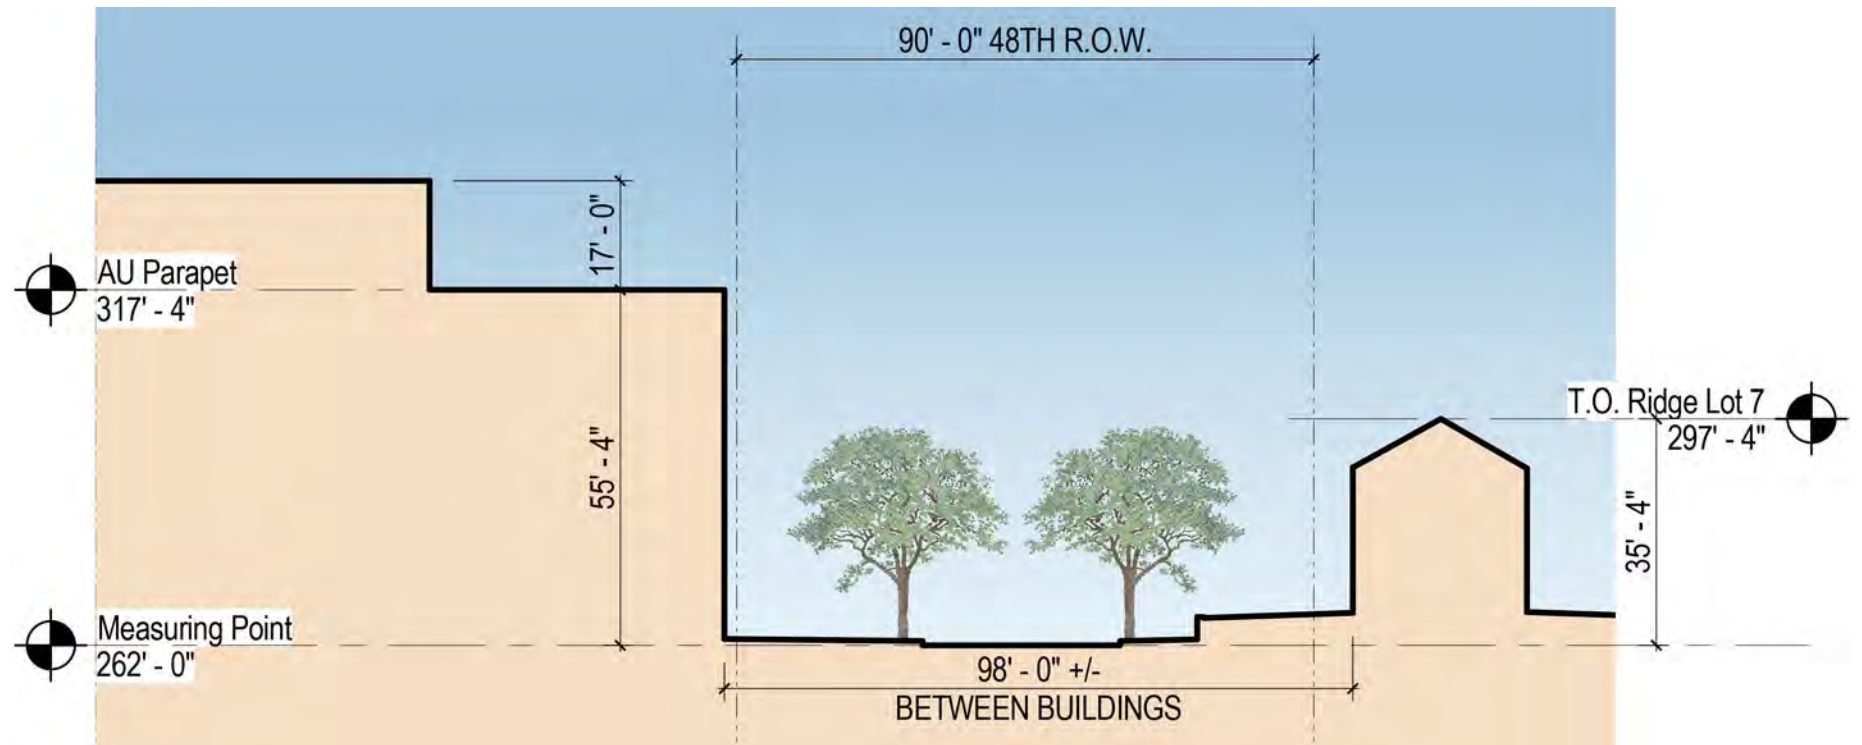 90' - 0" 48TH R.O.W.
17' - 0"
AU Parapet
317' - 4"
T.O. Ridge Lot 7
297' - 4"
55' - 4"
35' - 4"
Measuring Point
262' - 0"
98' - 0" +/-
BETWEEN BUILDINGS